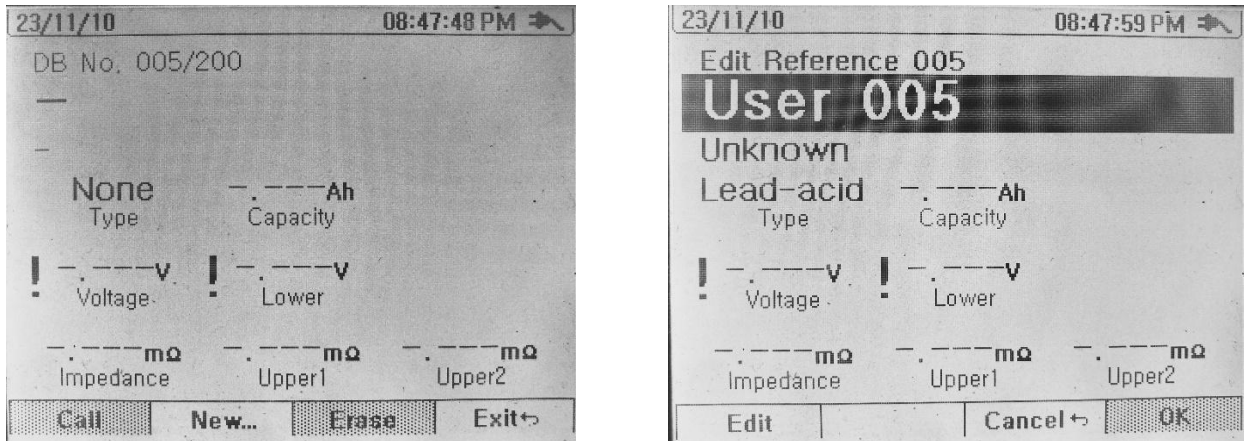 23/11/10 08:47:48 PM
DB No. 005/200
—
–
None -.---Ah
Type Capacity
! -.---V ! -.---V
Voltage Lower
-.---mΩ -.---mΩ -.---mΩ
Impedance Upper1 Upper2
Call New... Erase Exit↩
23/11/10 08:47:59 PM
Edit Reference 005
User 005
Unknown
Lead-acid -.---Ah
Type Capacity
! -.---V ! -.---V
Voltage Lower
-.---mΩ -.---mΩ -.---mΩ
Impedance Upper1 Upper2
Edit Cancel↩ OK